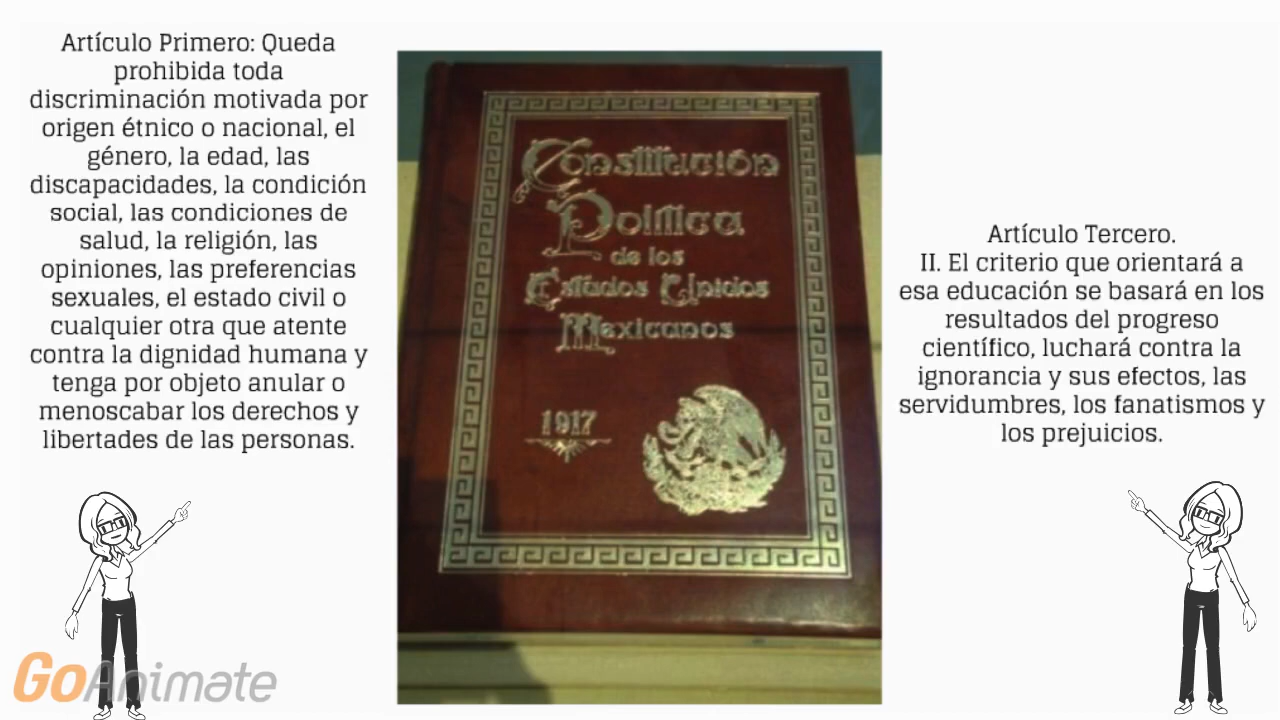 Artículo Primero: Queda
prohibida toda
discriminación motivada por
origen étnico o nacional, el
género, la edad, las
discapacidades, la condición
social, las condiciones de
salud, la religión, las
opiniones, las preferencias
sexuales, el estado civil o
cualquier otra que atente
contra la dignidad humana y
tenga por objeto anular o
menoscabar los derechos y
libertades de las personas.
Constitución
Política
de los
Estados Unidos
Mexicanos
1917
Artículo Tercero.
II. El criterio que orientará a
esa educación se basará en los
resultados del progreso
científico, luchará contra la
ignorancia y sus efectos, las
servidumbres, los fanatismos y
los prejuicios.
GoAnimate